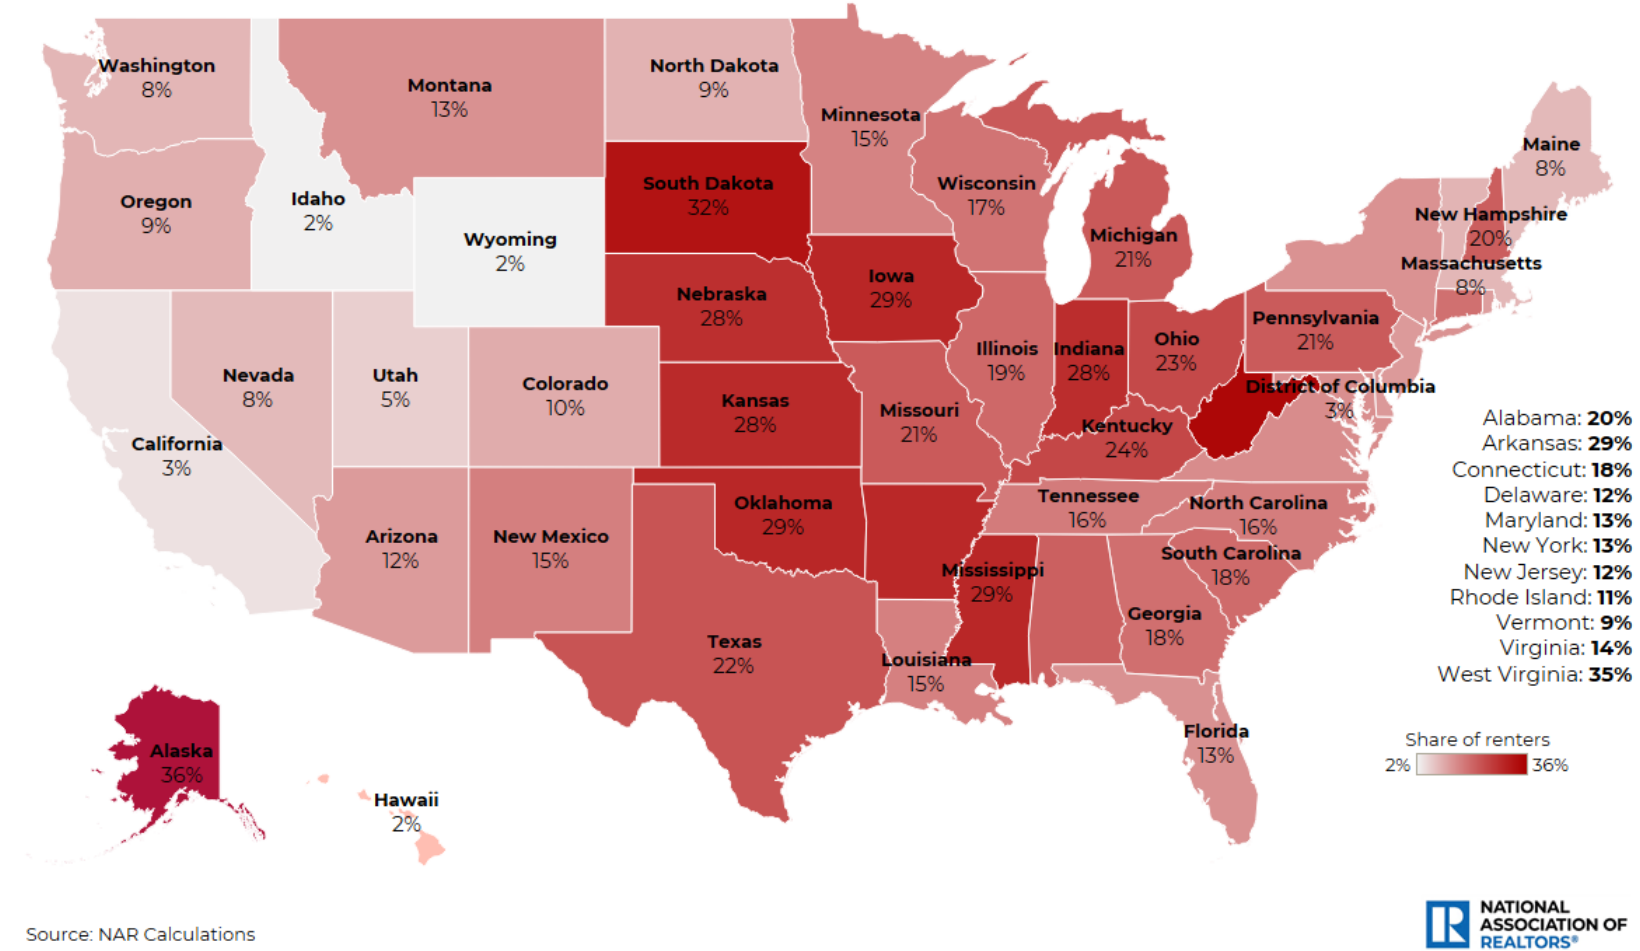 Washington
8%
Montana
13%
North Dakota
9%
Minnesota
15%
Maine
8%
Oregon
9%
Idaho
2%
South Dakota
32%
Wisconsin
17%
New Hampshire
20%
Wyoming
2%
Michigan
21%
Massachusetts
8%
Iowa
29%
Nebraska
28%
Pennsylvania
21%
Nevada
8%
Utah
5%
Colorado
10%
Illinois
19%
Indiana
28%
Ohio
23%
District of Columbia
3%
Kansas
28%
Missouri
21%
Kentucky
24%
California
3%
Arizona
12%
New Mexico
15%
Oklahoma
29%
Tennessee
16%
North Carolina
16%
South Carolina
18%
Mississippi
29%
Georgia
18%
Texas
22%
Louisiana
15%
Florida
13%
Alaska
36%
Hawaii
2%
Alabama: 20%
Arkansas: 29%
Connecticut: 18%
Delaware: 12%
Maryland: 13%
New York: 13%
New Jersey: 12%
Rhode Island: 11%
Vermont: 9%
Virginia: 14%
West Virginia: 35%
Share of renters
2% 36%
Source: NAR Calculations
R
NATIONAL
ASSOCIATION OF
REALTORS®